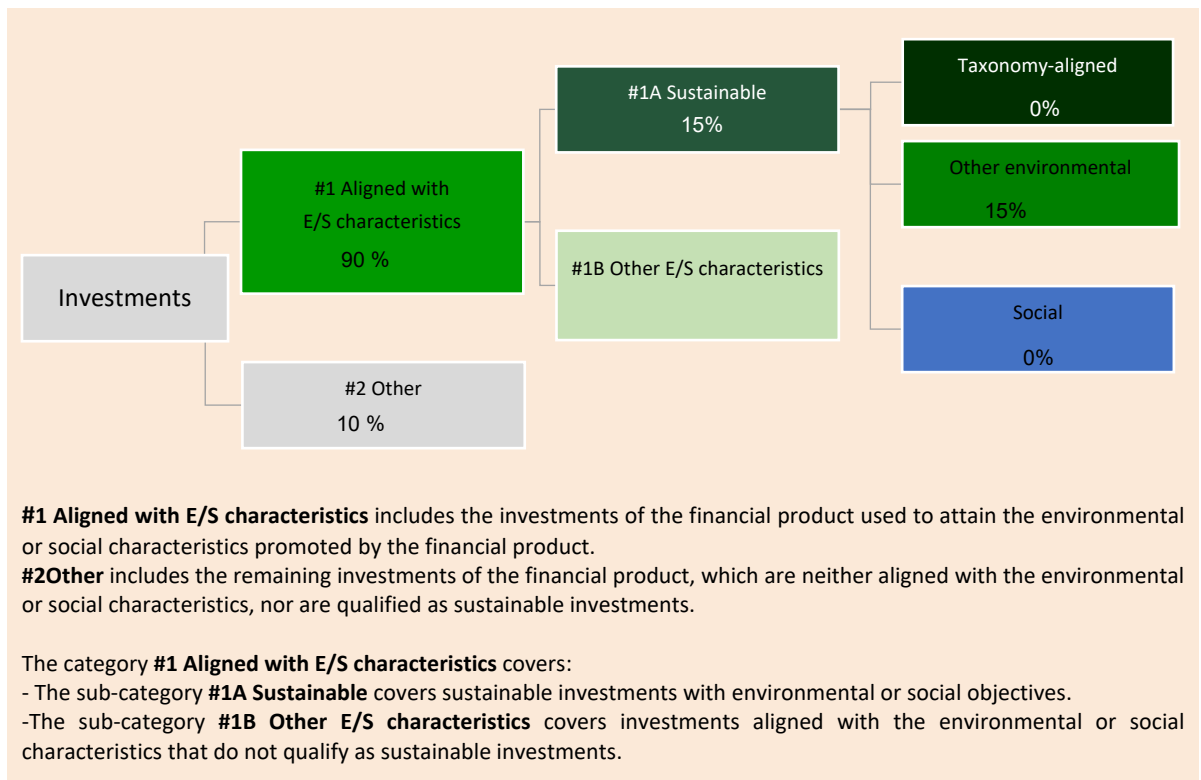 Investments
#1 Aligned with
E/S characteristics
90 %
#2 Other
10 %
#1A Sustainable
15%
#1B Other E/S characteristics
Taxonomy-aligned
0%
Other environmental
15%
Social
0%
#1 Aligned with E/S characteristics includes the investments of the financial product used to attain the environmental
or social characteristics promoted by the financial product.
#2Other includes the remaining investments of the financial product, which are neither aligned with the environmental
or social characteristics, nor are qualified as sustainable investments.
The category #1 Aligned with E/S characteristics covers:
- The sub-category #1A Sustainable covers sustainable investments with environmental or social objectives.
-The sub-category #1B Other E/S characteristics covers investments aligned with the environmental or social
characteristics that do not qualify as sustainable investments.